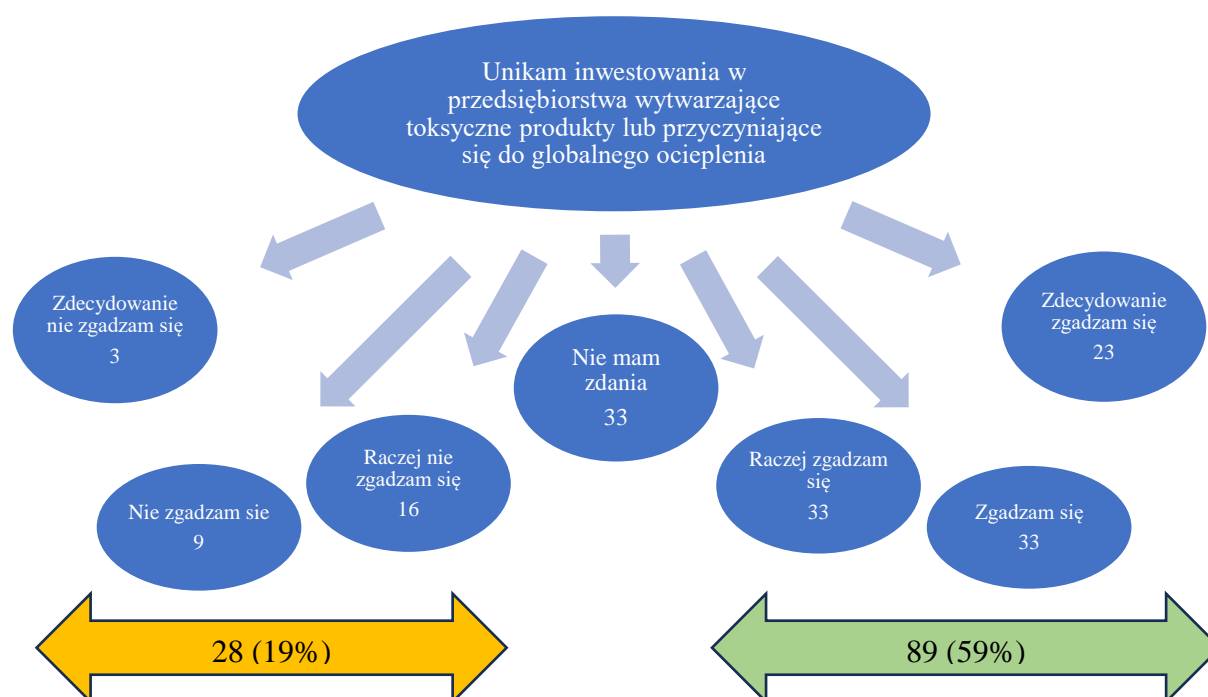 Unikam inwestowania w
przedsiębiorstwa wytwarzające
toksyczne produkty lub przyczyniające
się do globalnego ocieplenia
Zdecydowanie
nie zgadzam się
3
Nie zgadzam sie
9
Raczej nie
zgadzam się
16
Nie mam
zdania
33
Raczej zgadzam
się
33
Zgadzam się
33
Zdecydowanie
zgadzam się
23
28 (19%)
89 (59%)